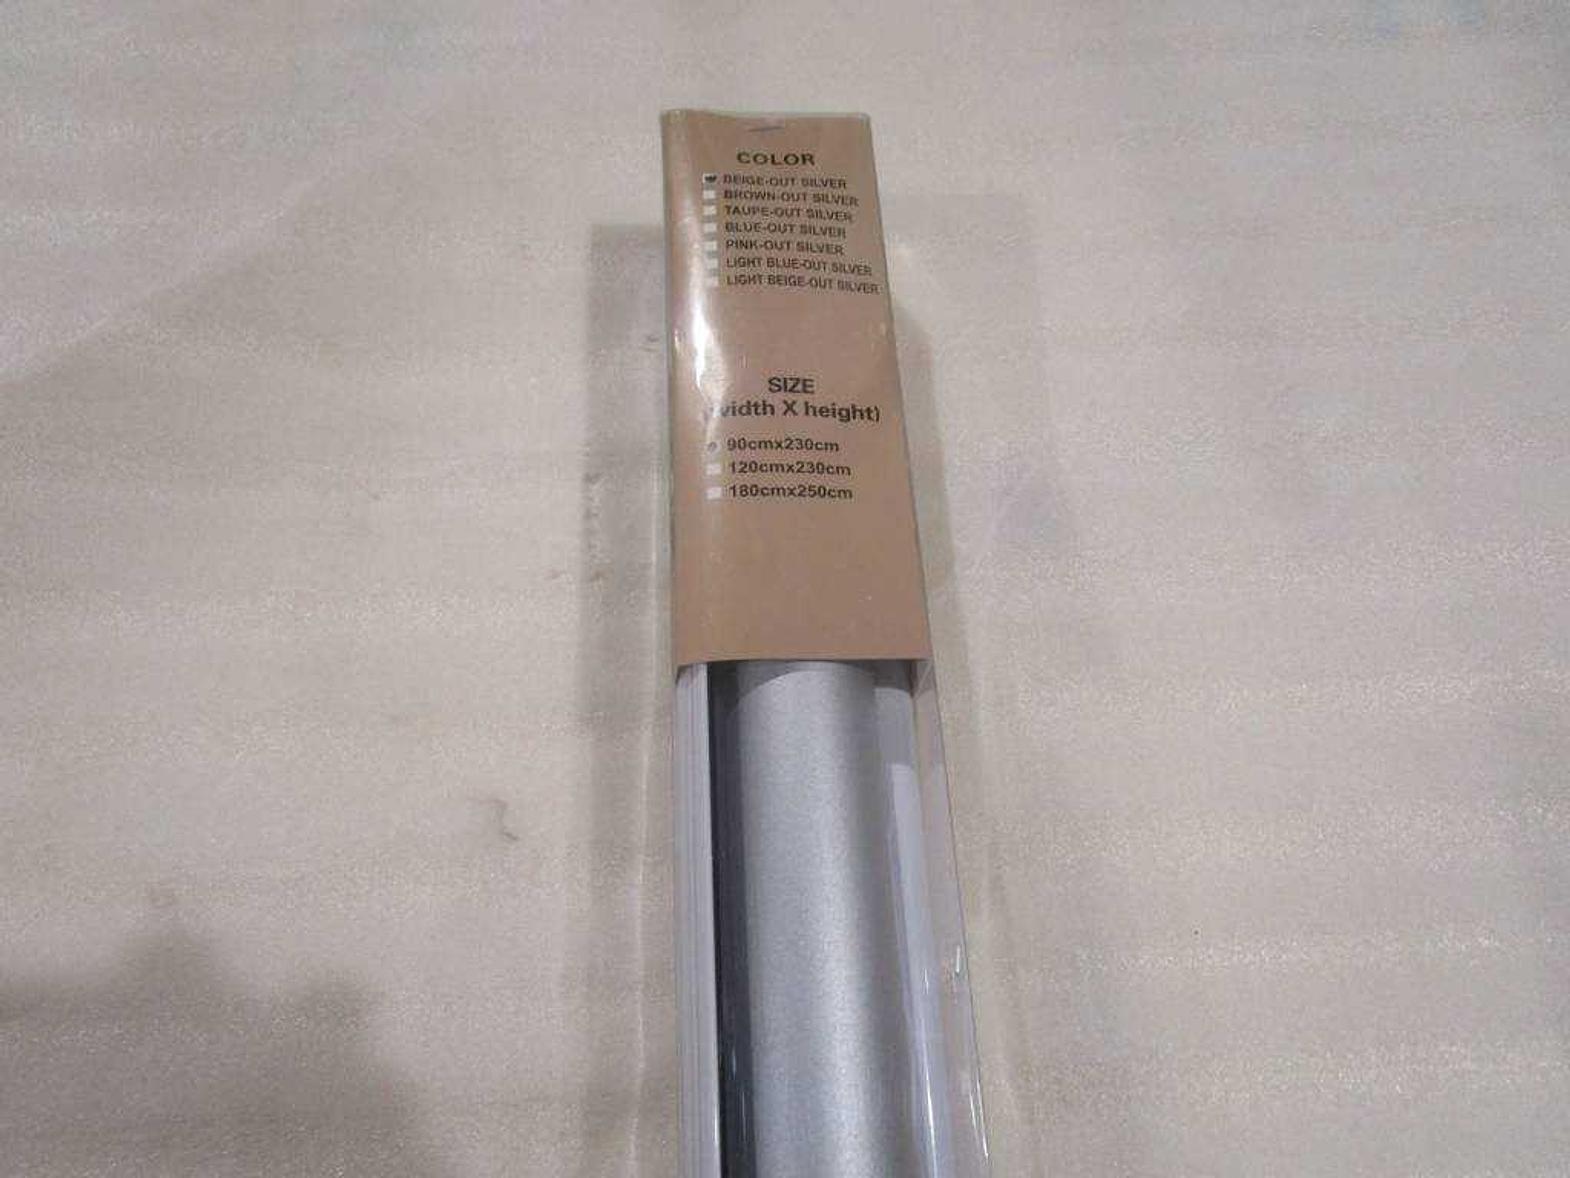 COLOR
BEIGE-OUT SILVER
BROWN-OUT SILVER
TAUPE-OUT SILVER
BLUE-OUT SILVER
PINK-OUT SILVER
LIGHT BLUE-OUT SILVER
LIGHT BEIGE-OUT SILVER
SIZE
(width X height)
90cmx230cm
120cmx230cm
180cmx250cm